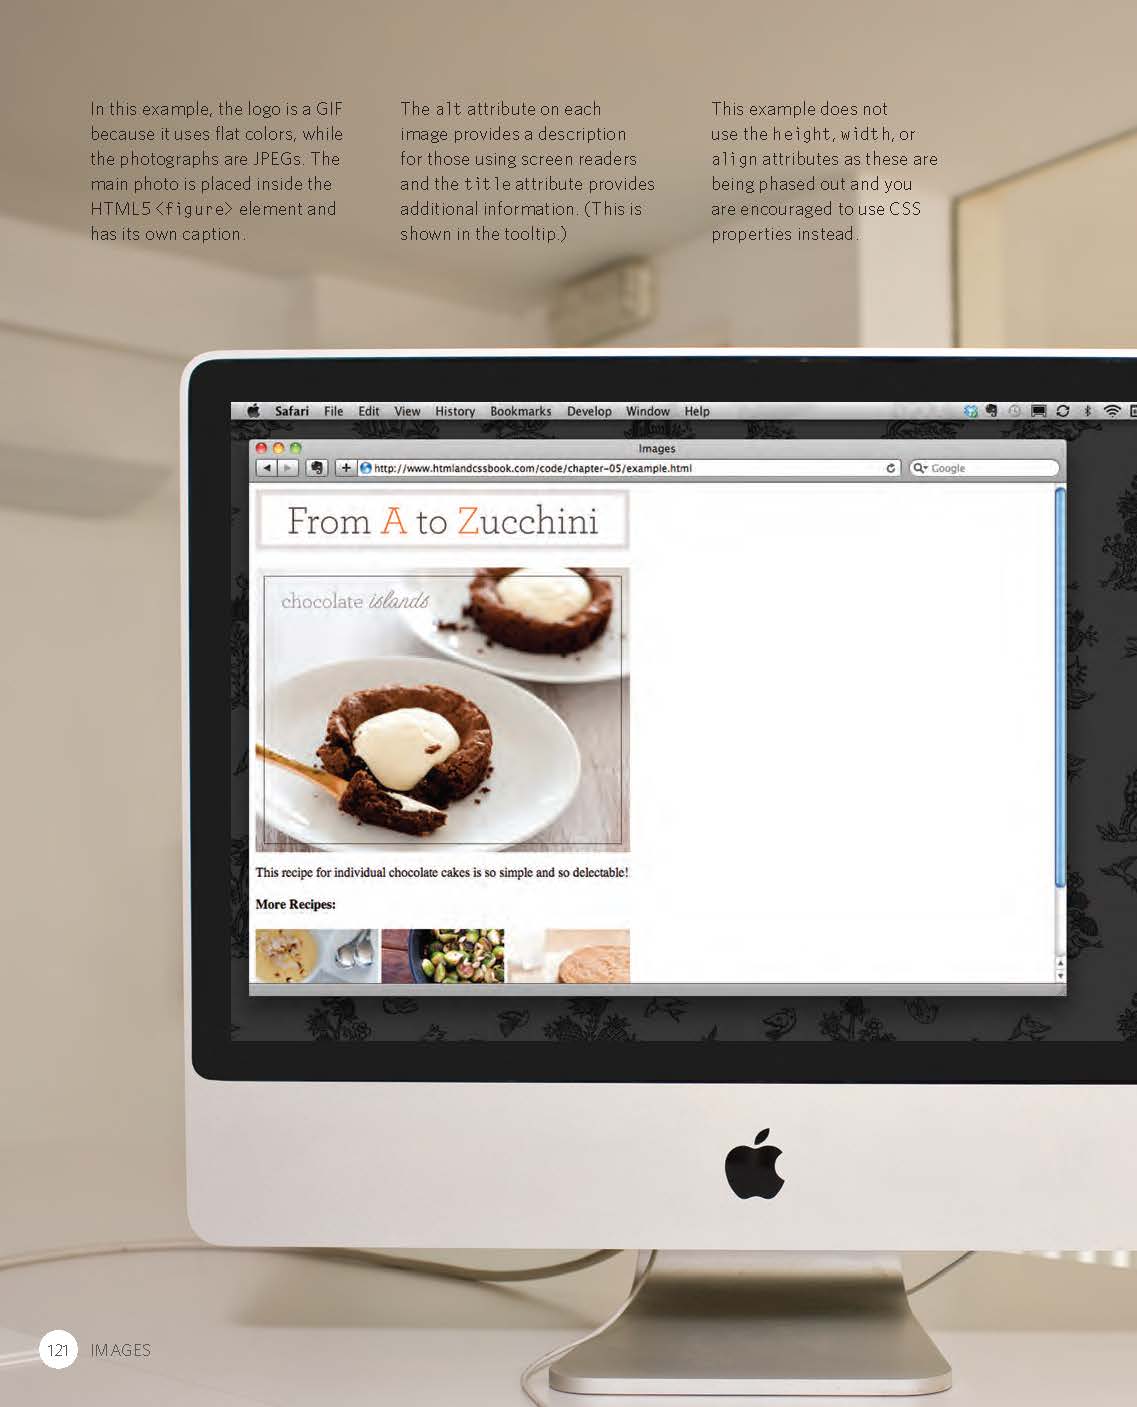 In this example, the logo is a GIF
because it uses flat colors, while
the photographs are JPEGs. The
main photo is placed inside the
HTML5 <figure> element and
has its own caption.
The alt attribute on each
image provides a description
for those using screen readers
and the title attribute provides
additional information. (This is
shown in the tooltip.)
This example does not
use the height, width, or
align attributes as these are
being phased out and you
are encouraged to use CSS
properties instead.
Safari File Edit View History Bookmarks Develop Window Help
Images
http://www.htmlandcssbook.com/code/chapter-05/example.html
Google
From A to Zucchini
chocolate islands
This recipe for individual chocolate cakes is so simple and so delectable!
More Recipes:
121 IMAGES